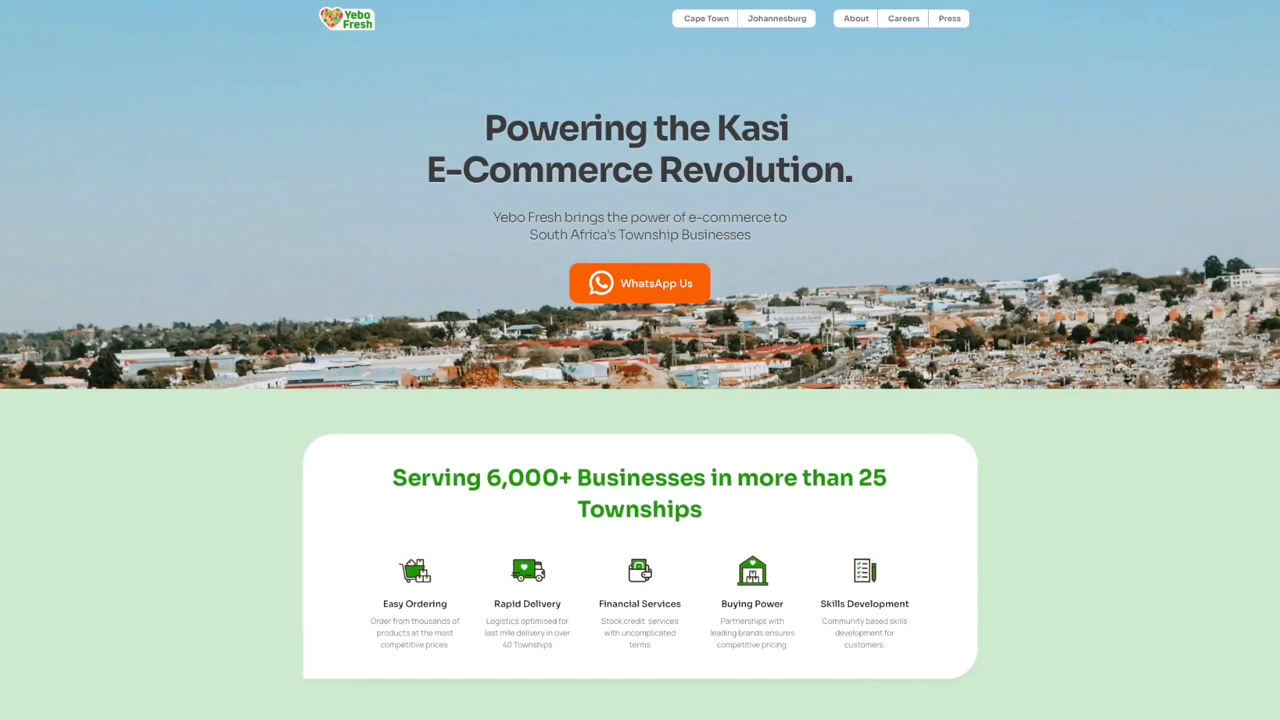 Yebo
Fresh
Cape Town
Johannesburg
About
Careers
Press
Powering the Kasi
E-Commerce Revolution.
Yebo Fresh brings the power of e-commerce to
South Africa's Township Businesses
WhatsApp Us
Serving 6,000+ Businesses in more than 25
Townships
Easy Ordering
Order from thousands of
products at the most
competitive prices
Rapid Delivery
Logistics optimised for
last mile delivery in over
40 Townships
Financial Services
Stock credit services
with uncomplicated
terms
Buying Power
Partnerships with
leading brands ensures
competitive pricing
Skills Development
Community based skills
development for
customers.